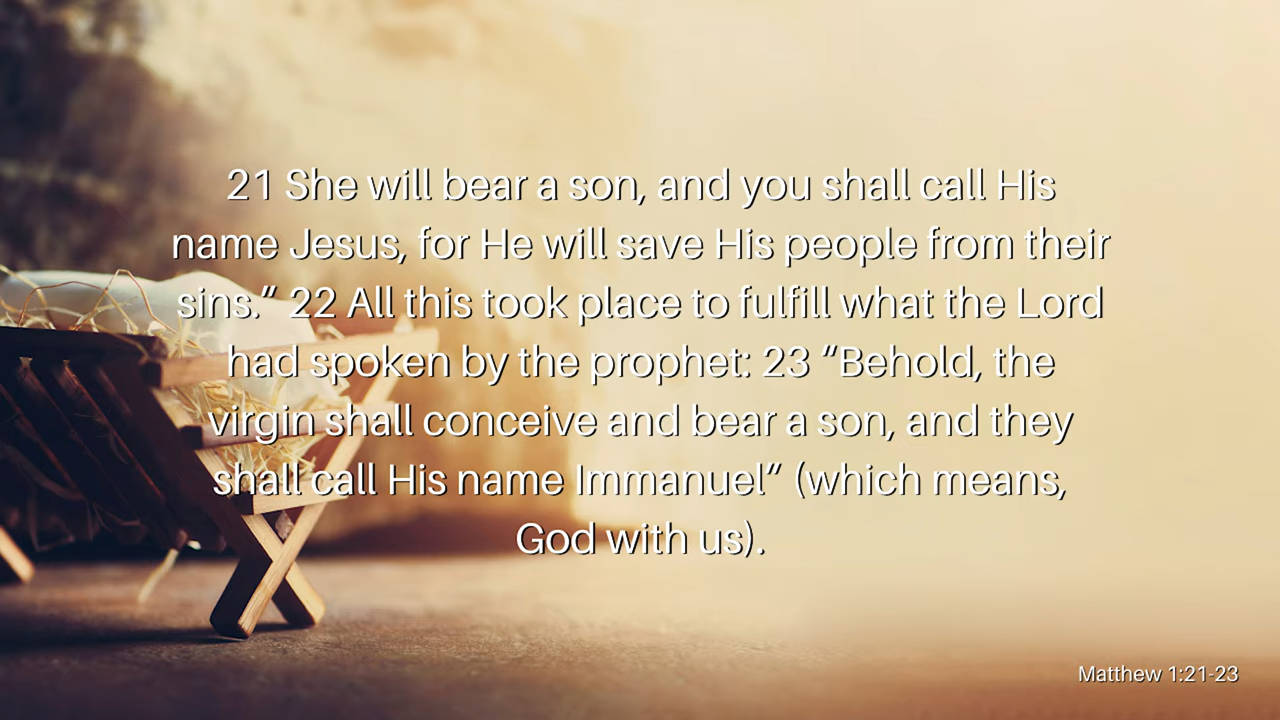 21 She will bear a son, and you shall call His
name Jesus, for He will save His people from their
sins.” 22 All this took place to fulfill what the Lord
had spoken by the prophet: 23 “Behold, the
virgin shall conceive and bear a son, and they
shall call His name Immanuel” (which means,
God with us).
Matthew 1:21-23